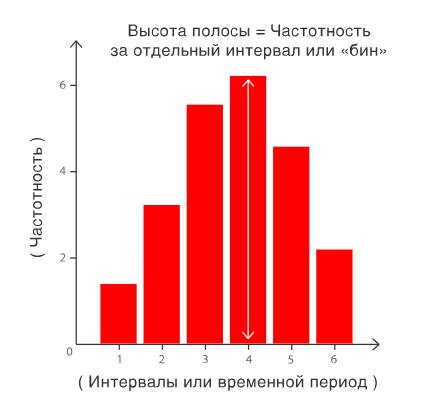 Высота полосы = Частотность
за отдельный интервал или «бин»
6
4
2
0
( Частотность )
1 2 3 4 5 6
( Интервалы или временной период )